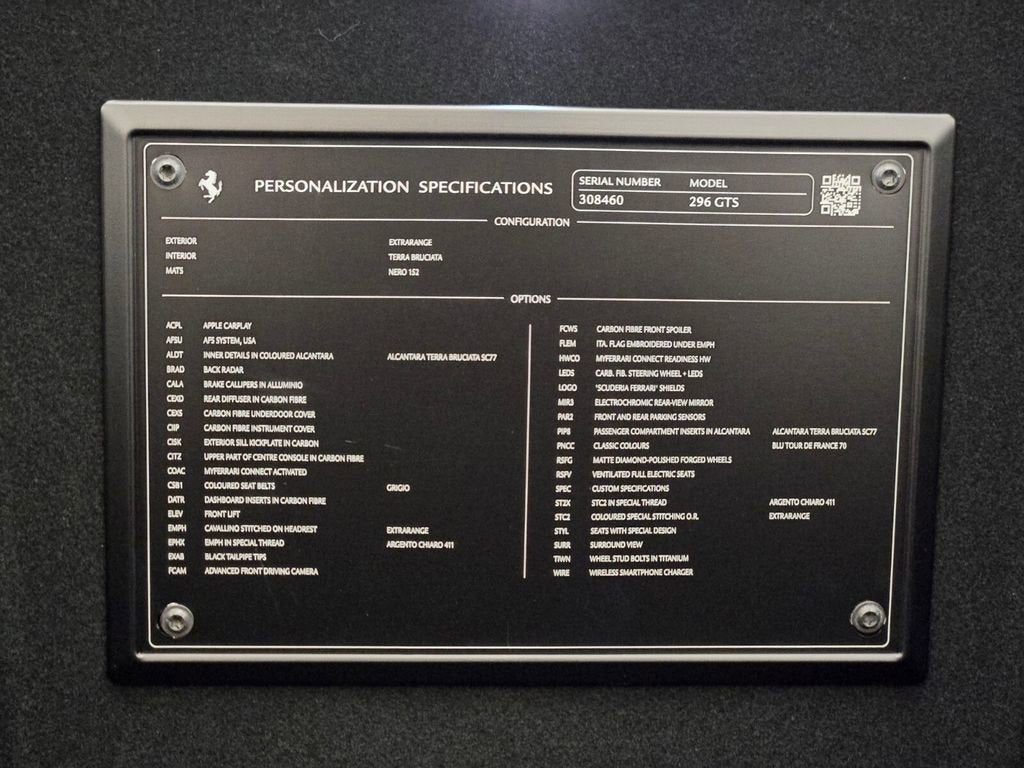 PERSONALIZATION SPECIFICATIONS
SERIAL NUMBER MODEL
308460 296 GTS
CONFIGURATION
EXTERIOR EXTRARANGE
INTERIOR TERRA BRUCIATA
MATS NERO 152
OPTIONS
ACPL APPLE CARPLAY
AFSU AFS SYSTEM, USA
ALDT INNER DETAILS IN COLOURED ALCANTARA ALCANTARA TERRA BRUCIATA SC77
BRAD BACK RADAR
CALA BRAKE CALLIPERS IN ALLUMINIO
CEXD REAR DIFFUSER IN CARBON FIBRE
CEXS CARBON FIBRE UNDERDOOR COVER
CIIP CARBON FIBRE INSTRUMENT COVER
CISK EXTERIOR SILL KICKPLATE IN CARBON
CITZ UPPER PART OF CENTRE CONSOLE IN CARBON FIBRE
COAC MYFERRARI CONNECT ACTIVATED
CSB1 COLOURED SEAT BELTS GRIGIO
DATR DASHBOARD INSERTS IN CARBON FIBRE
ELEV FRONT LIFT
EMPH CAVALLINO STITCHED ON HEADREST EXTRARANGE
EPHX EMPH IN SPECIAL THREAD ARGENTO CHIARO 411
EXAB BLACK TAILPIPE TIPS
FCAM ADVANCED FRONT DRIVING CAMERA
FCWS CARBON FIBRE FRONT SPOILER
FLEM ITA. FLAG EMBROIDERED UNDER EMPH
HWCO MYFERRARI CONNECT READINESS HW
LEDS CARB. FIB. STEERING WHEEL + LEDS
LOGO "SCUDERIA FERRARI" SHIELDS
MIR3 ELECTROCHROMIC REAR-VIEW MIRROR
PAR2 FRONT AND REAR PARKING SENSORS
PIP8 PASSENGER COMPARTMENT INSERTS IN ALCANTARA ALCANTARA TERRA BRUCIATA SC77
PNCC CLASSIC COLOURS BLU TOUR DE FRANCE 70
RSFG MATTE DIAMOND-POLISHED FORGED WHEELS
RSFV VENTILATED FULL ELECTRIC SEATS
SPEC CUSTOM SPECIFICATIONS
ST2X STC2 IN SPECIAL THREAD ARGENTO CHIARO 411
STC2 COLOURED SPECIAL STITCHING O.R. EXTRARANGE
STYL SEATS WITH SPECIAL DESIGN
SURR SURROUND VIEW
TIWN WHEEL STUD BOLTS IN TITANIUM
WIRE WIRELESS SMARTPHONE CHARGER